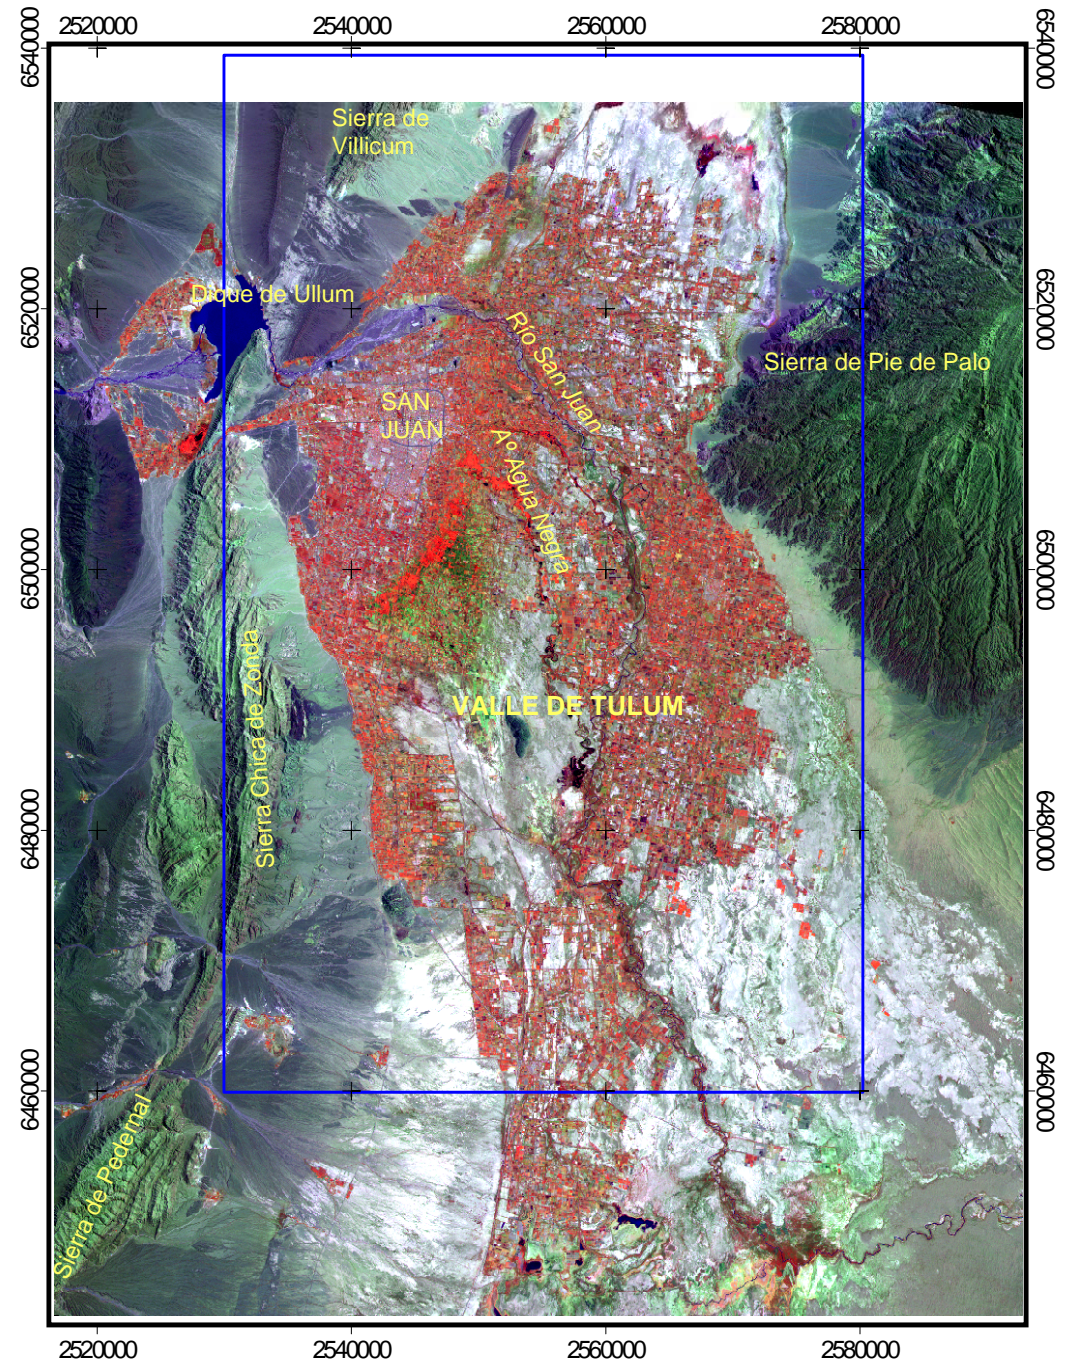 2520000 2540000 2560000 2580000
6540000
6540000
Sierra de
Villicum
Dique de Ullum
6520000
6520000
Río San Juan
Sierra de Pie de Palo
SAN
JUAN
Aº Agua Negra
6500000
6500000
Sierra Chica de Zonda
VALLE DE TULUM
6480000
6480000
6460000
6460000
Sierra de Pedernal
2520000 2540000 2560000 2580000